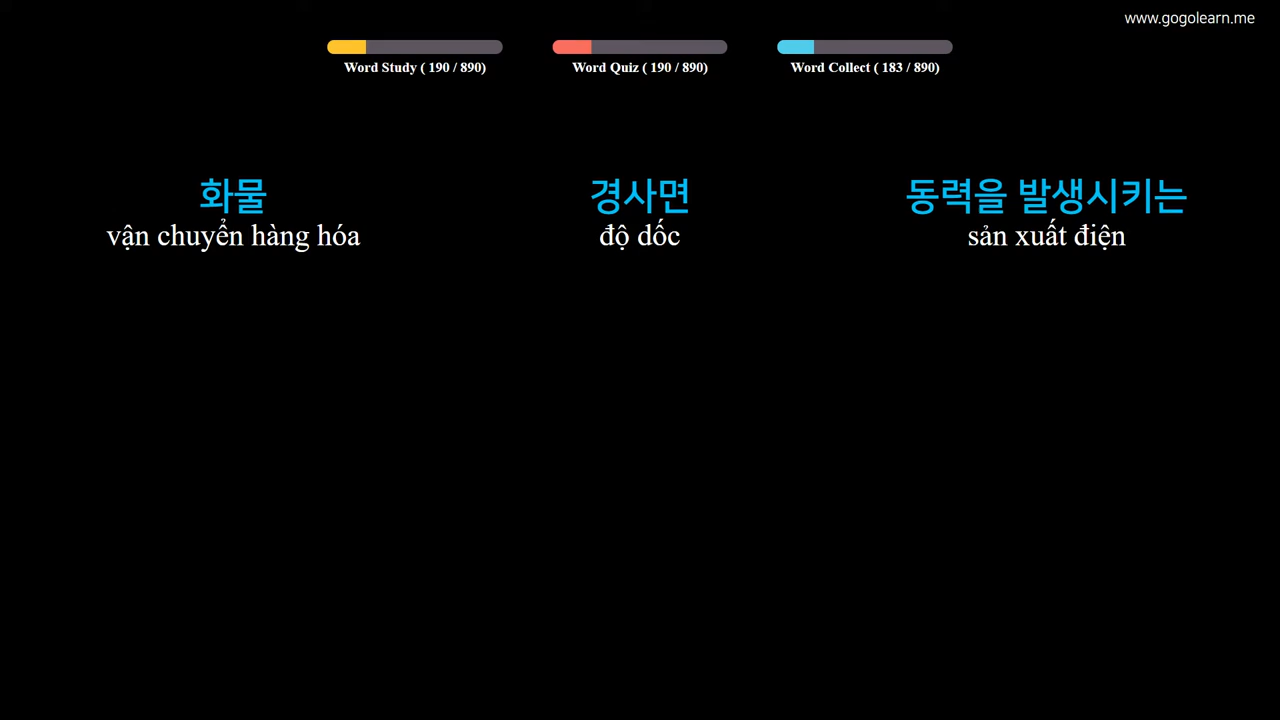 www.gogolearn.me
Word Study ( 190 / 890)
Word Quiz ( 190 / 890)
Word Collect ( 183 / 890)
화물
vận chuyển hàng hóa
경사면
độ dốc
동력을 발생시키는
sản xuất điện